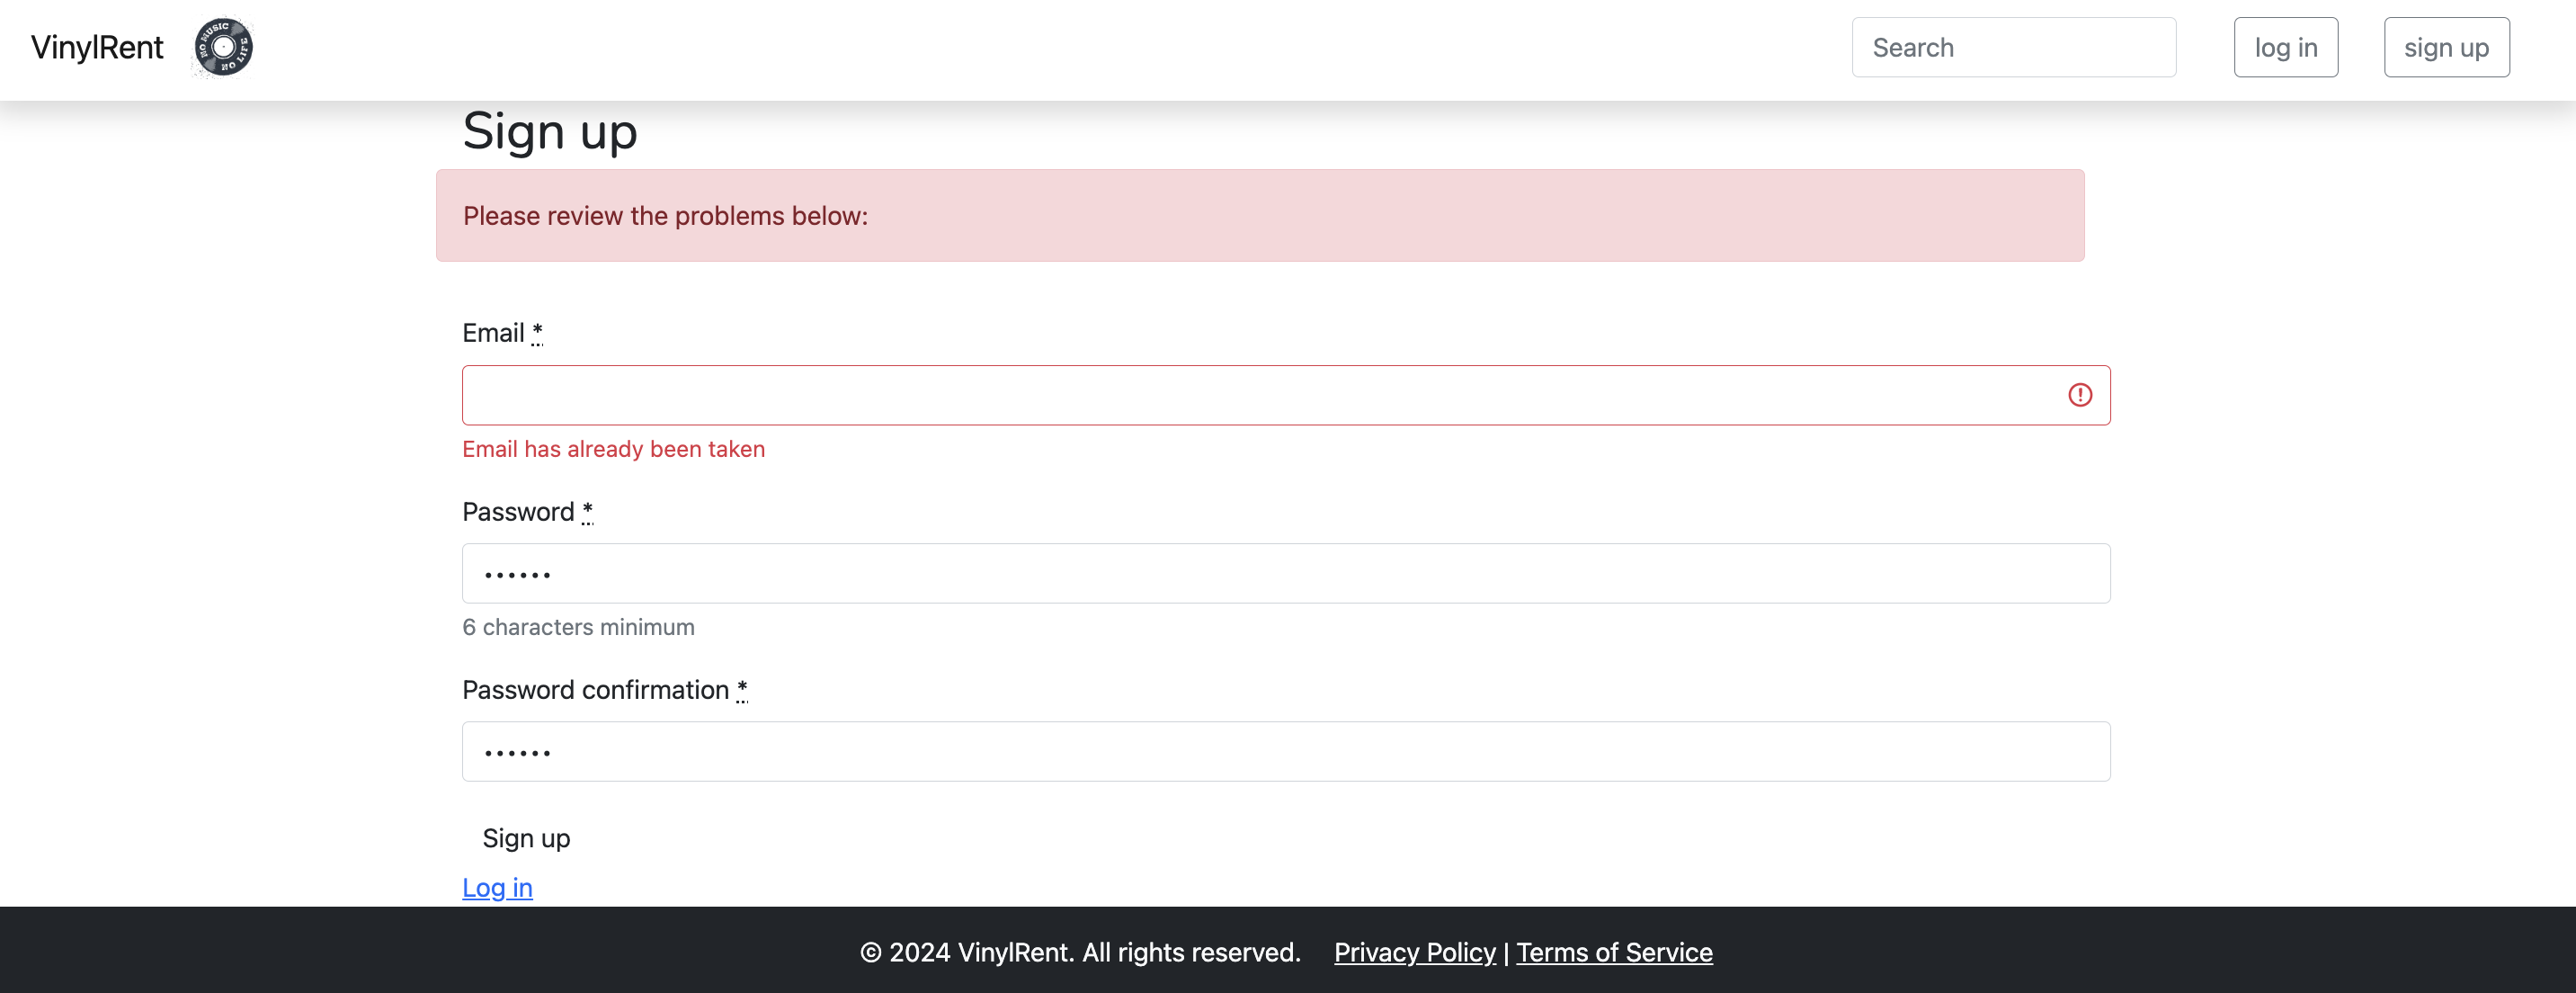 VinylRent
NO MUSIC
NO LIFE
Search
log in
sign up
Sign up
Please review the problems below:
Email *
Email has already been taken
Password *
••••••
6 characters minimum
Password confirmation *
••••••
Sign up
Log in
© 2024 VinylRent. All rights reserved. Privacy Policy | Terms of Service